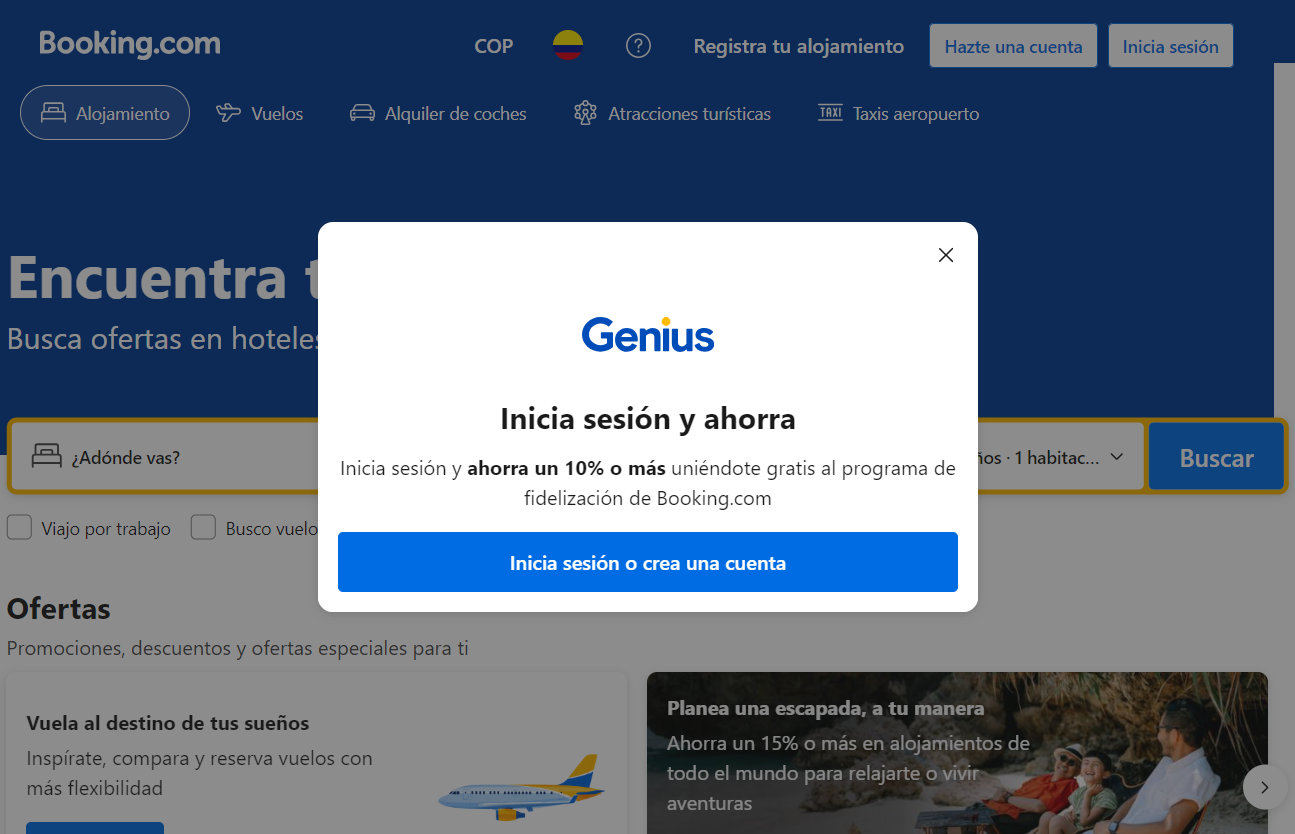 Booking.com
COP
Registra tu alojamiento
Hazte una cuenta
Inicia sesión
Alojamiento
Vuelos
Alquiler de coches
Atracciones turísticas
TAXI Taxis aeropuerto
Encuentra
Busca ofertas en hoteles
Genius
Inicia sesión y ahorra
Inicia sesión y ahorra un 10% o más uniéndote gratis al programa de
fidelización de Booking.com
Inicia sesión o crea una cuenta
¿Adónde vas?
· 1 habitac...
Buscar
Viajo por trabajo
Busco vuelo
Ofertas
Promociones, descuentos y ofertas especiales para ti
Vuela al destino de tus sueños
Inspírate, compara y reserva vuelos con
más flexibilidad
Planea una escapada, a tu manera
Ahorra un 15% o más en alojamientos de
todo el mundo para relajarte o vivir
aventuras